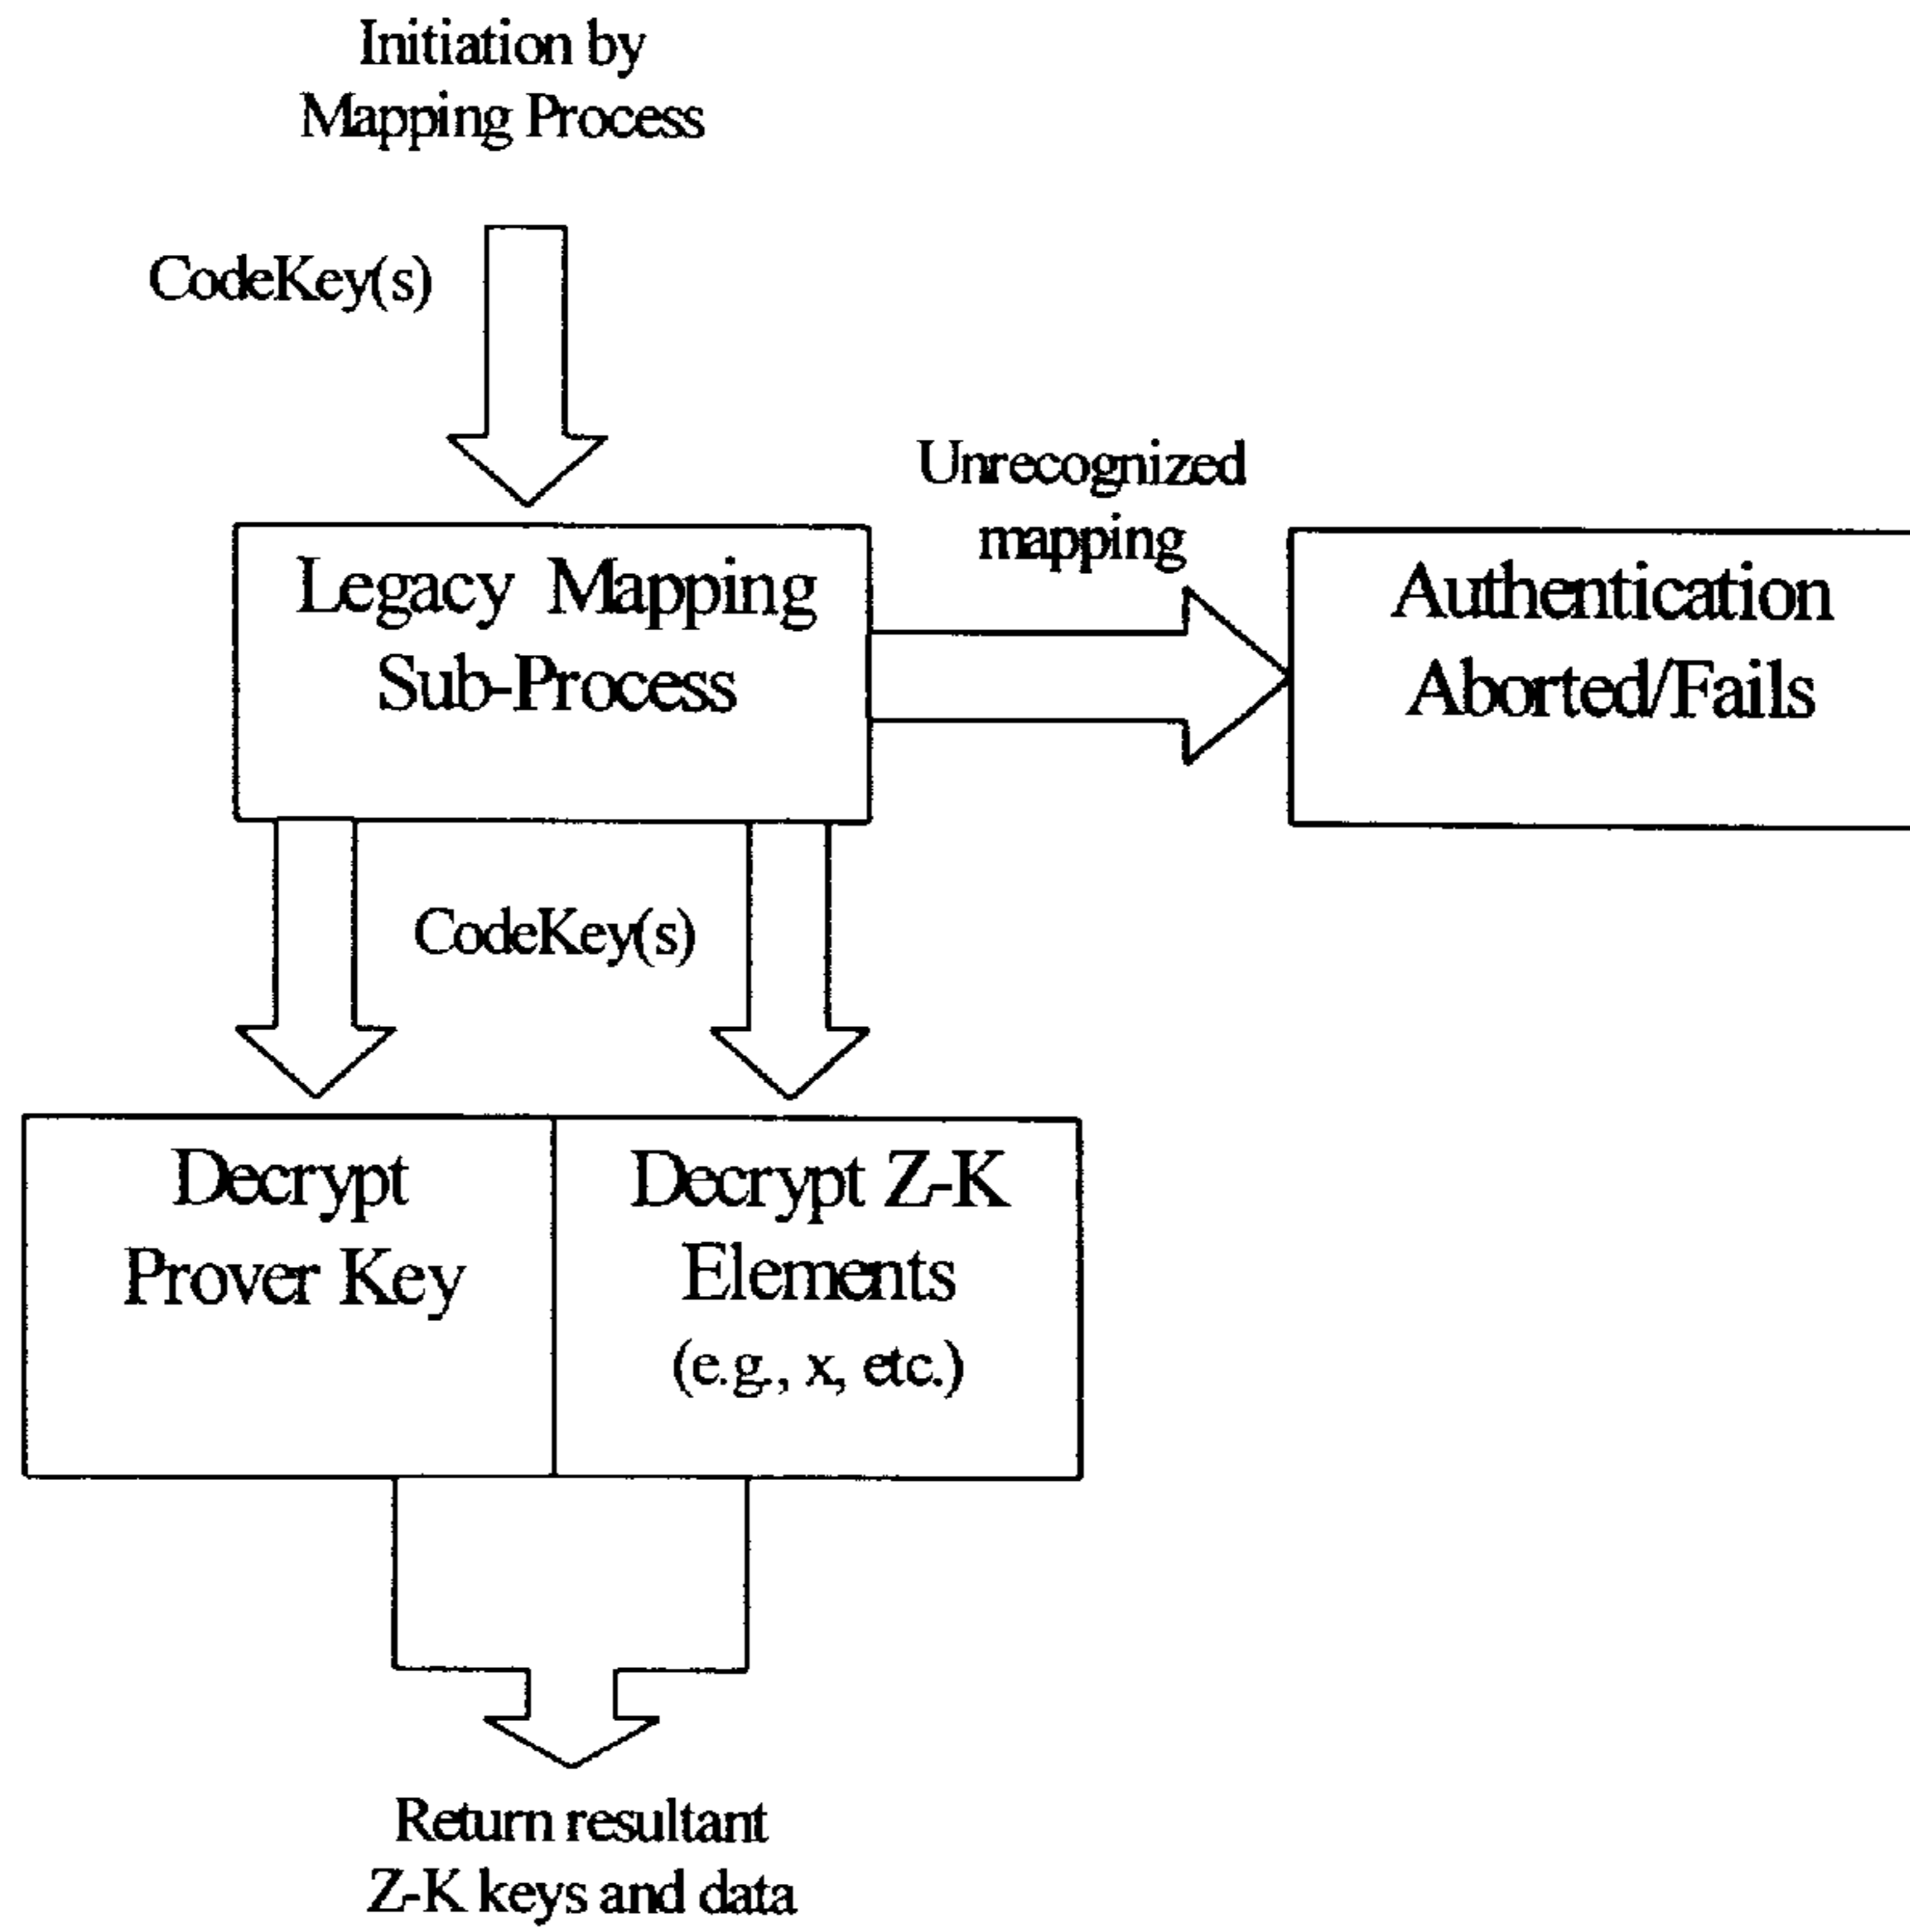 Initiation by
Mapping Process
CodeKey(s)
Unrecognized
mapping
Legacy Mapping
Sub-Process
Authentication
Aborted/Fails
CodeKey(s)
Decrypt
Prover Key
Decrypt Z-K
Elements
(e.g., x, etc.)
Return resultant
Z-K keys and data